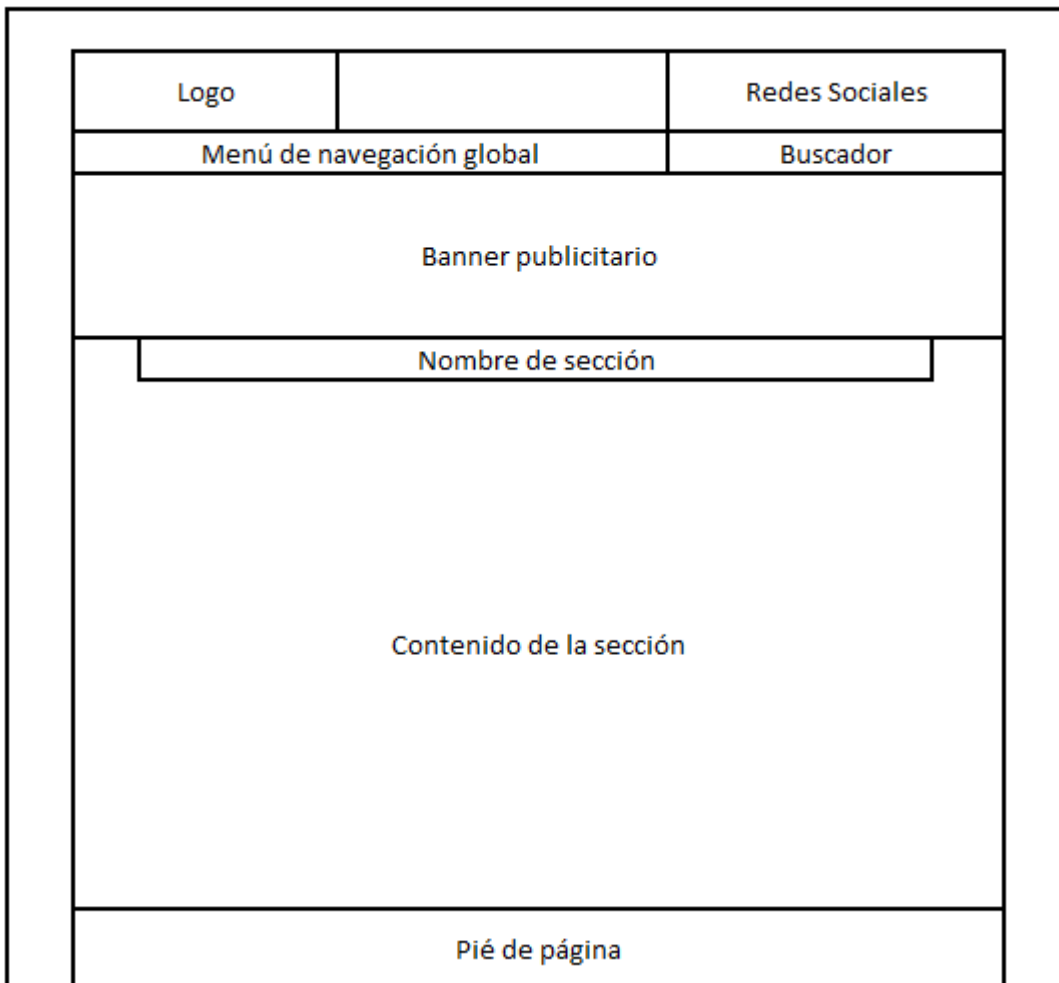 Logo
Redes Sociales
Menú de navegación global
Buscador
Banner publicitario
Nombre de sección
Contenido de la sección
Pié de página